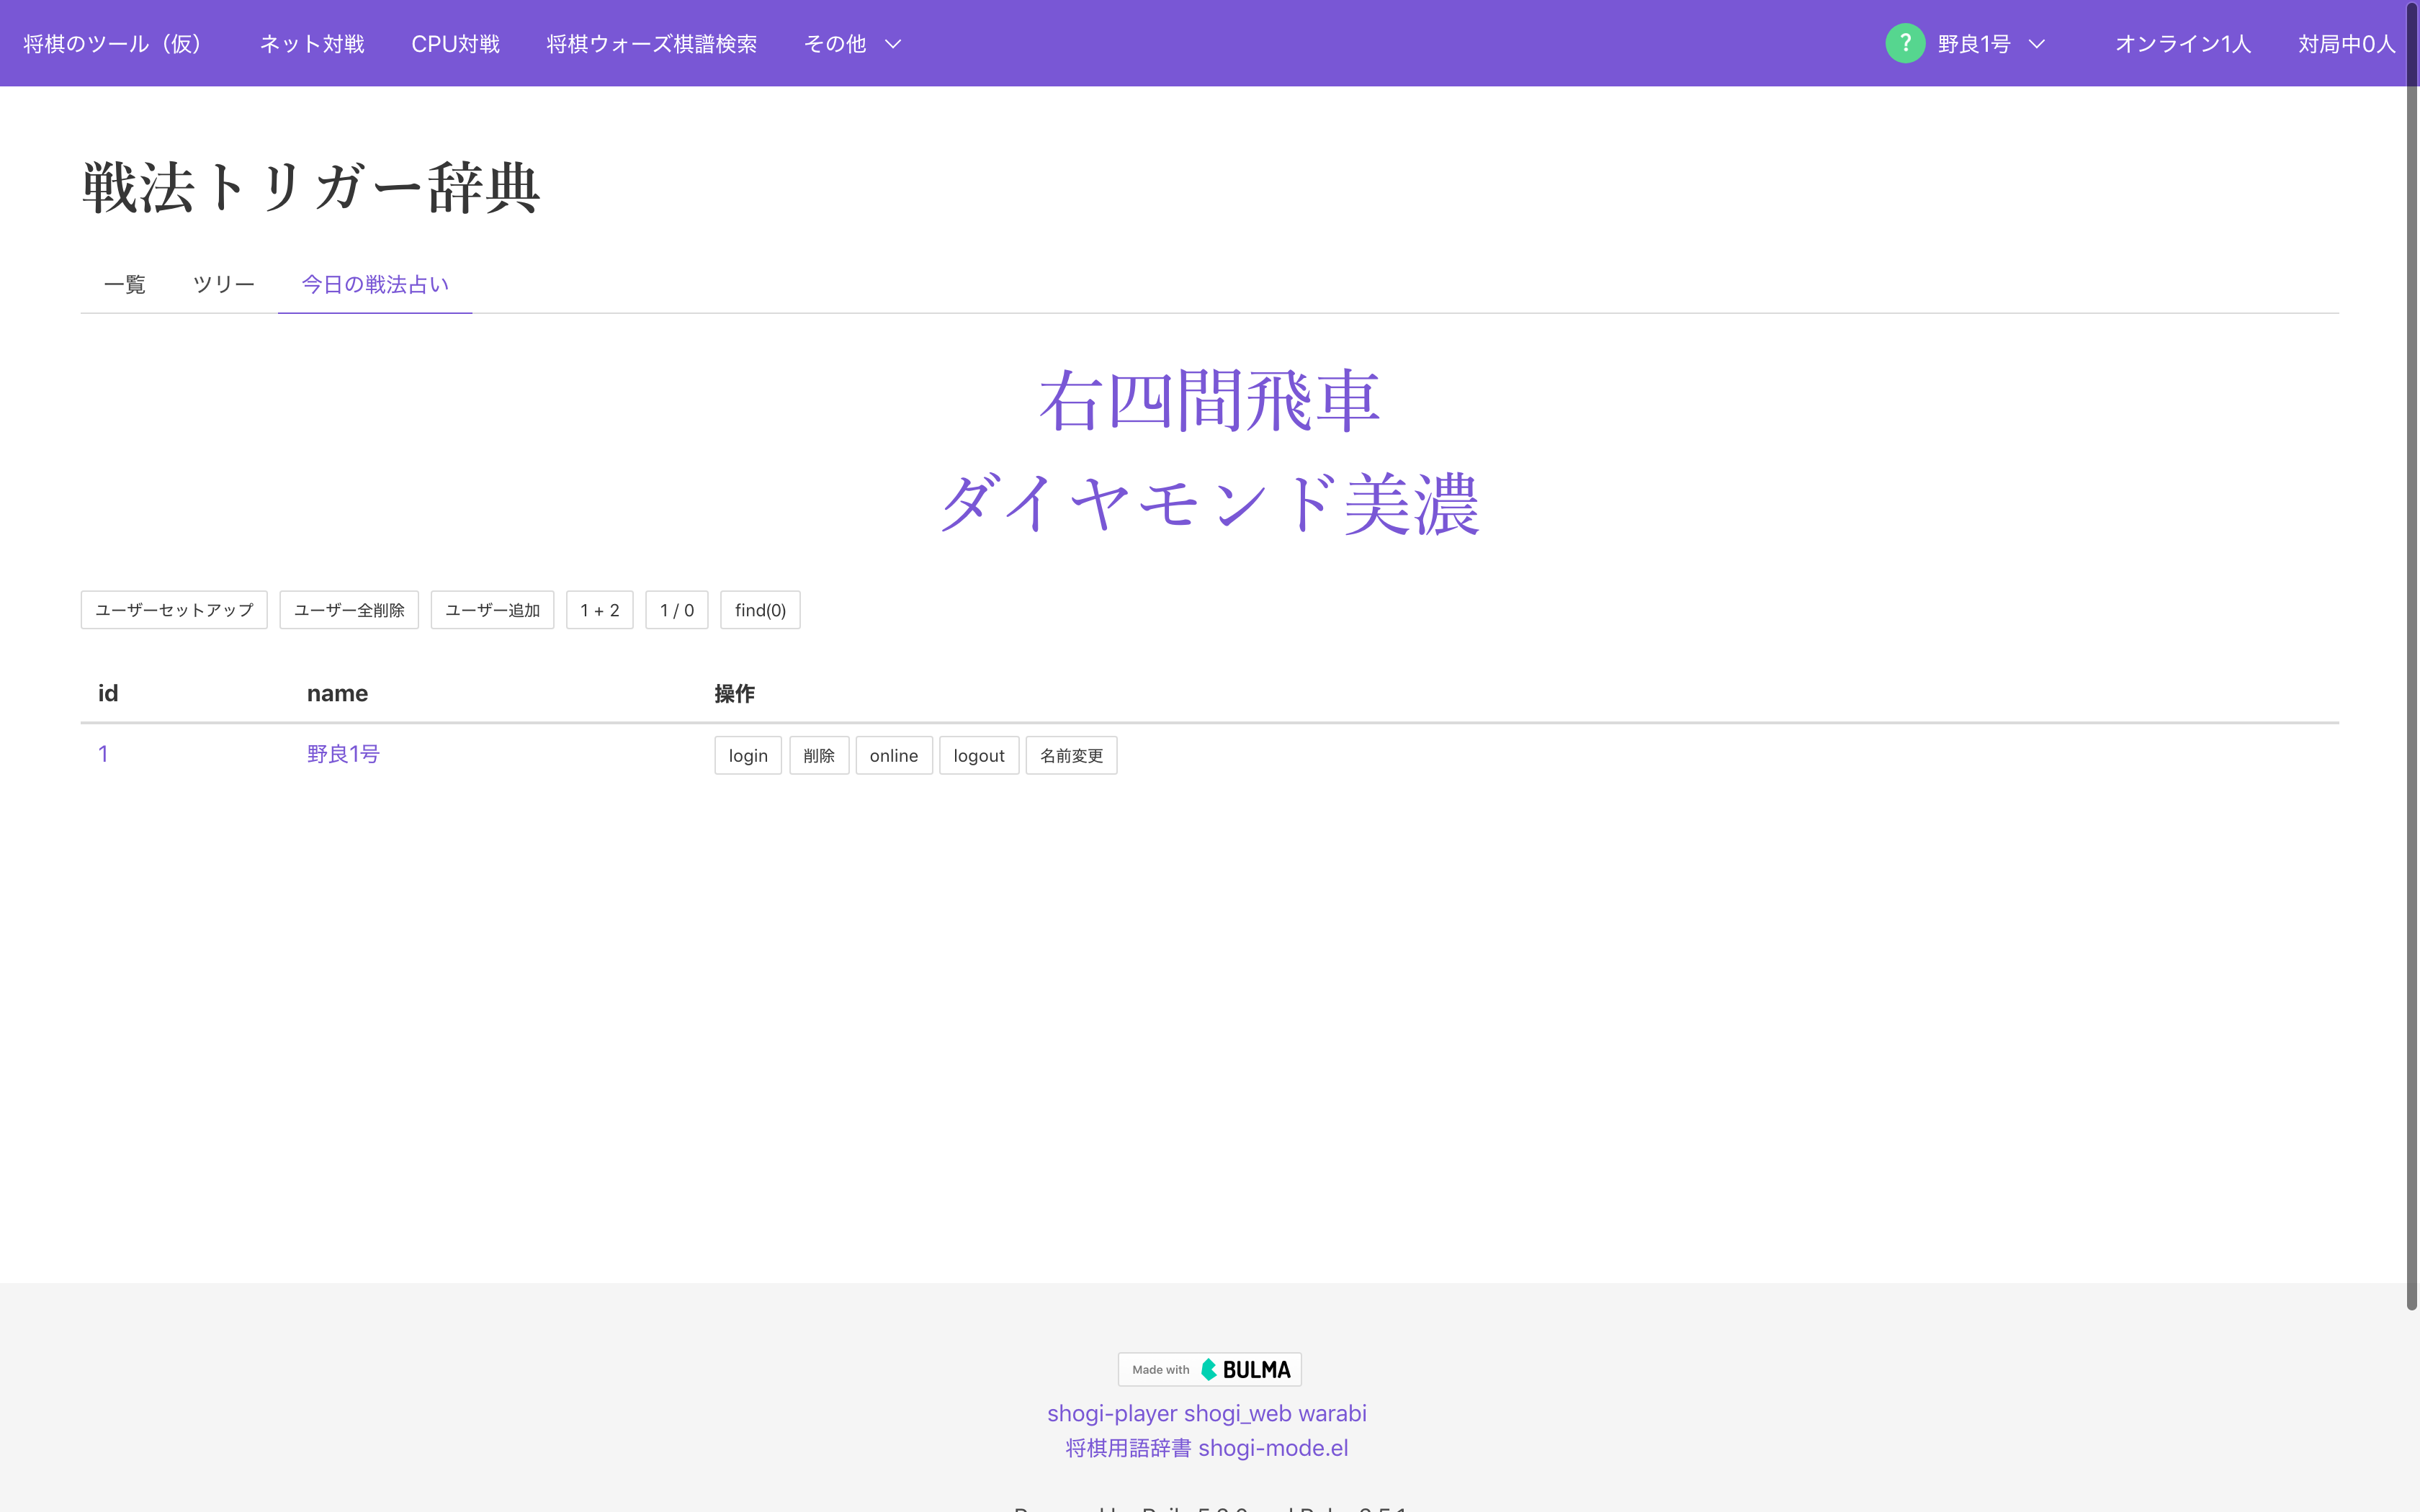 将棋のツール（仮） ネット対戦 CPU対戦 将棋ウォーズ棋譜検索 その他 ? 野良1号 オンライン1人 対局中0人
戦法トリガー辞典
一覧 ツリー 今日の戦法占い
右四間飛車
ダイヤモンド美濃
ユーザーセットアップ ユーザー全削除 ユーザー追加 1 + 2 1 / 0 find(0)
id name 操作
1 野良1号 login 削除 online logout 名前変更
Made with BULMA
shogi-player shogi_web warabi
将棋用語辞書 shogi-mode.el